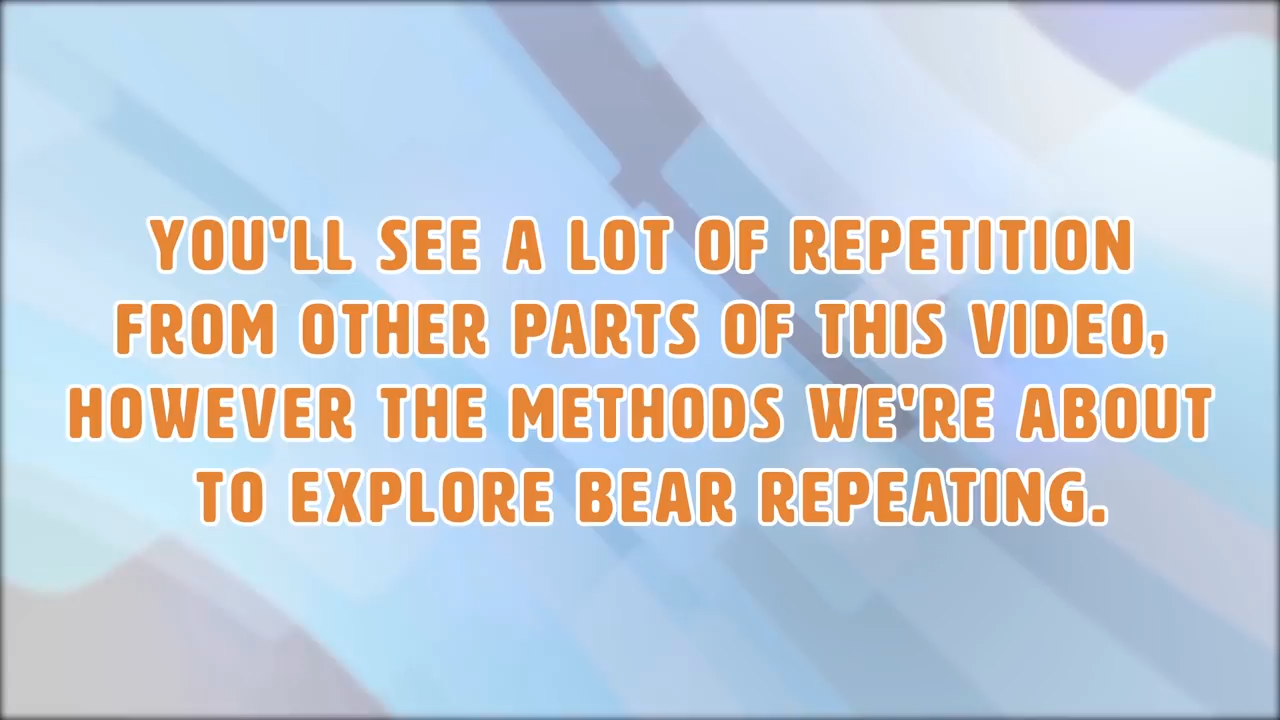 YOU'LL SEE A LOT OF REPETITION
FROM OTHER PARTS OF THIS VIDEO,
HOWEVER THE METHODS WE'RE ABOUT
TO EXPLORE BEAR REPEATING.